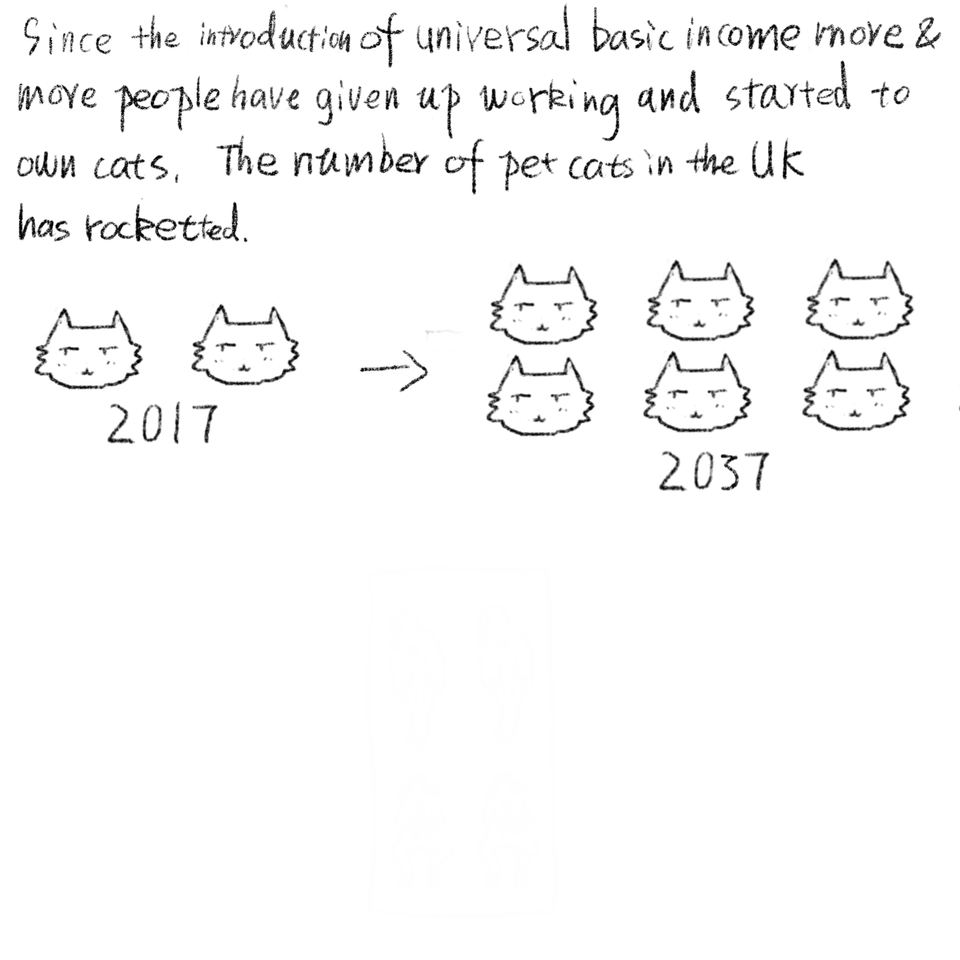 Since the introduction of universal basic income more &
more people have given up working and started to
own cats. The number of pet cats in the UK
has rocketted.
2017
2037